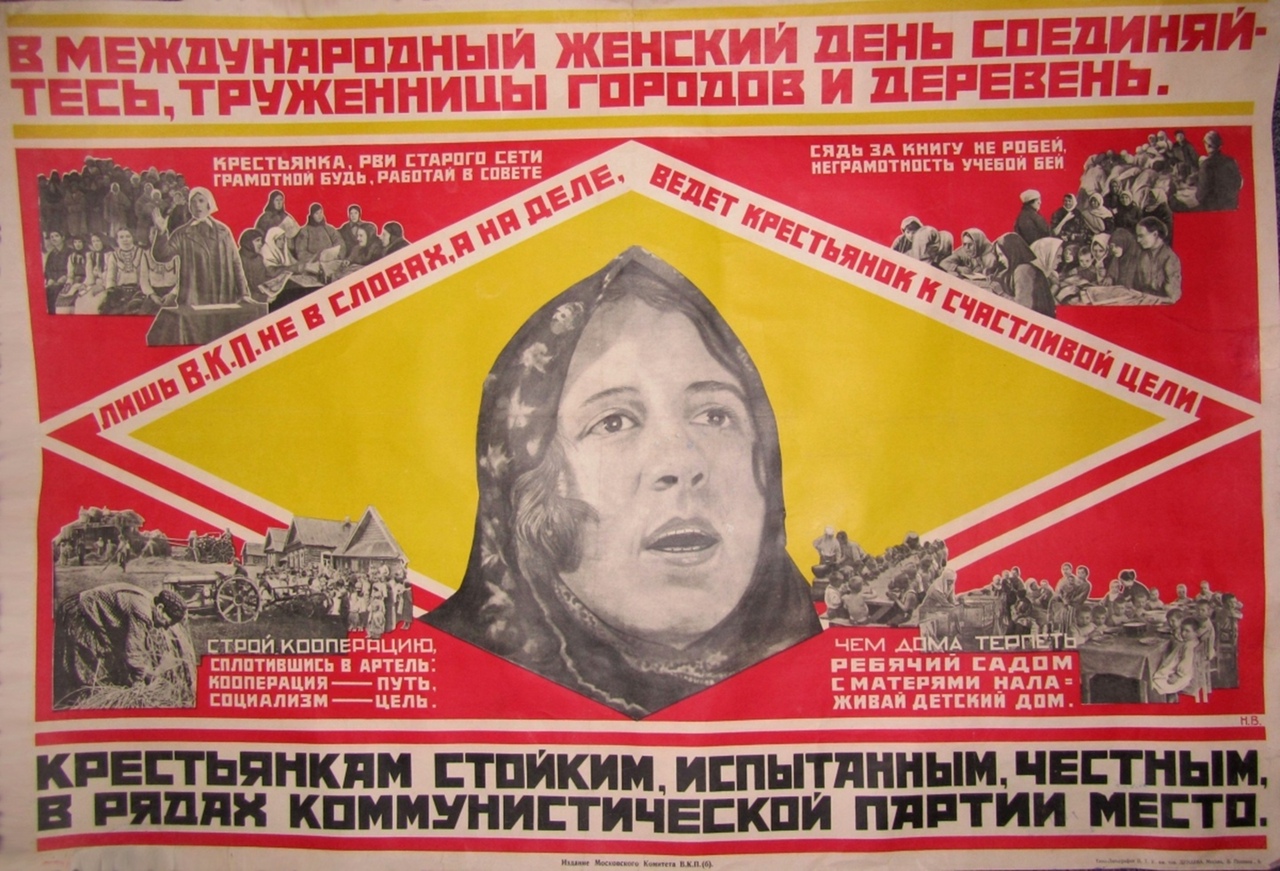 В МЕЖДУНАРОДНЫЙ ЖЕНСКИЙ ДЕНЬ СОЕДИНЯЙ-
ТЕСЬ, ТРУЖЕННИЦЫ ГОРОДОВ И ДЕРЕВЕНЬ.
КРЕСТЬЯНКА, РВИ СТАРОГО СЕТИ
ГРАМОТНОЙ БУДЬ, РАБОТАЙ В СОВЕТЕ
СЯДЬ ЗА КНИГУ НЕ РОБЕЙ,
НЕГРАМОТНОСТЬ УЧЕБОЙ БЕЙ
ЛИШЬ В.К.П. НЕ В СЛОВАХ, А НА ДЕЛЕ,
ВЕДЕТ КРЕСТЬЯНОК К СЧАСТЛИВОЙ ЦЕЛИ
СТРОЙ КООПЕРАЦИЮ,
СПЛОТИВШИСЬ В АРТЕЛЬ:
КООПЕРАЦИЯ — ПУТЬ,
СОЦИАЛИЗМ — ЦЕЛЬ.
ЧЕМ ДОМА ТЕРПЕТЬ
РЕБЯЧИЙ САДОМ
С МАТЕРЯМИ НАЛА=
ЖИВАЙ ДЕТСКИЙ ДОМ.
Н.В.
КРЕСТЬЯНКАМ СТОЙКИМ, ИСПЫТАННЫМ, ЧЕСТНЫМ,
В РЯДАХ КОММУНИСТИЧЕСКОЙ ПАРТИИ МЕСТО.
Издание Московского Комитета В.К.П. (б).